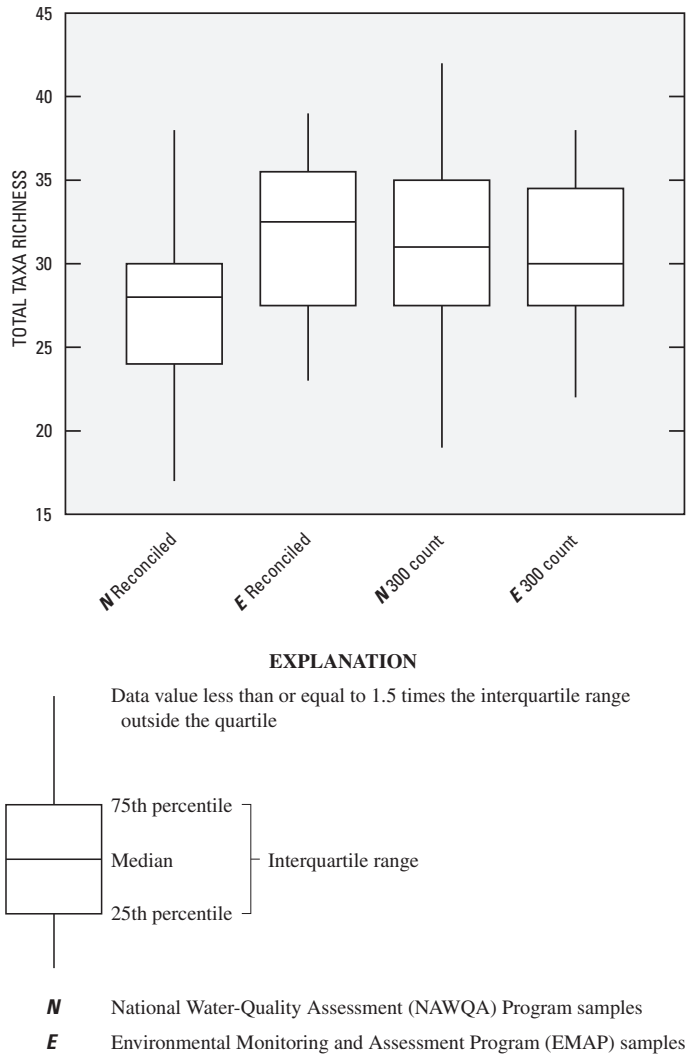 45
40
35
30
25
20
15
TOTAL TAXA RICHNESS
N Reconciled
E Reconciled
N 300 count
E 300 count
EXPLANATION
Data value less than or equal to 1.5 times the interquartile range
outside the quartile
75th percentile
Median
Interquartile range
25th percentile
N National Water-Quality Assessment (NAWQA) Program samples
E Environmental Monitoring and Assessment Program (EMAP) samples